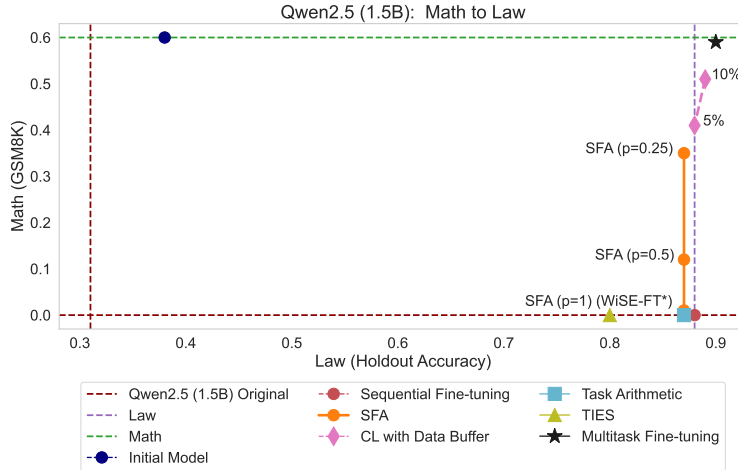 Qwen2.5 (1.5B):  Math to Law
Math (GSM8K)
0.6
0.5
0.4
0.3
0.2
0.1
0.0
10%
5%
SFA (p=0.25)
SFA (p=0.5)
SFA (p=1) (WiSE-FT*)
0.3 0.4 0.5 0.6 0.7 0.8 0.9
Law (Holdout Accuracy)
Qwen2.5 (1.5B) Original
Law
Math
Initial Model
Sequential Fine-tuning
SFA
CL with Data Buffer
Task Arithmetic
TIES
Multitask Fine-tuning